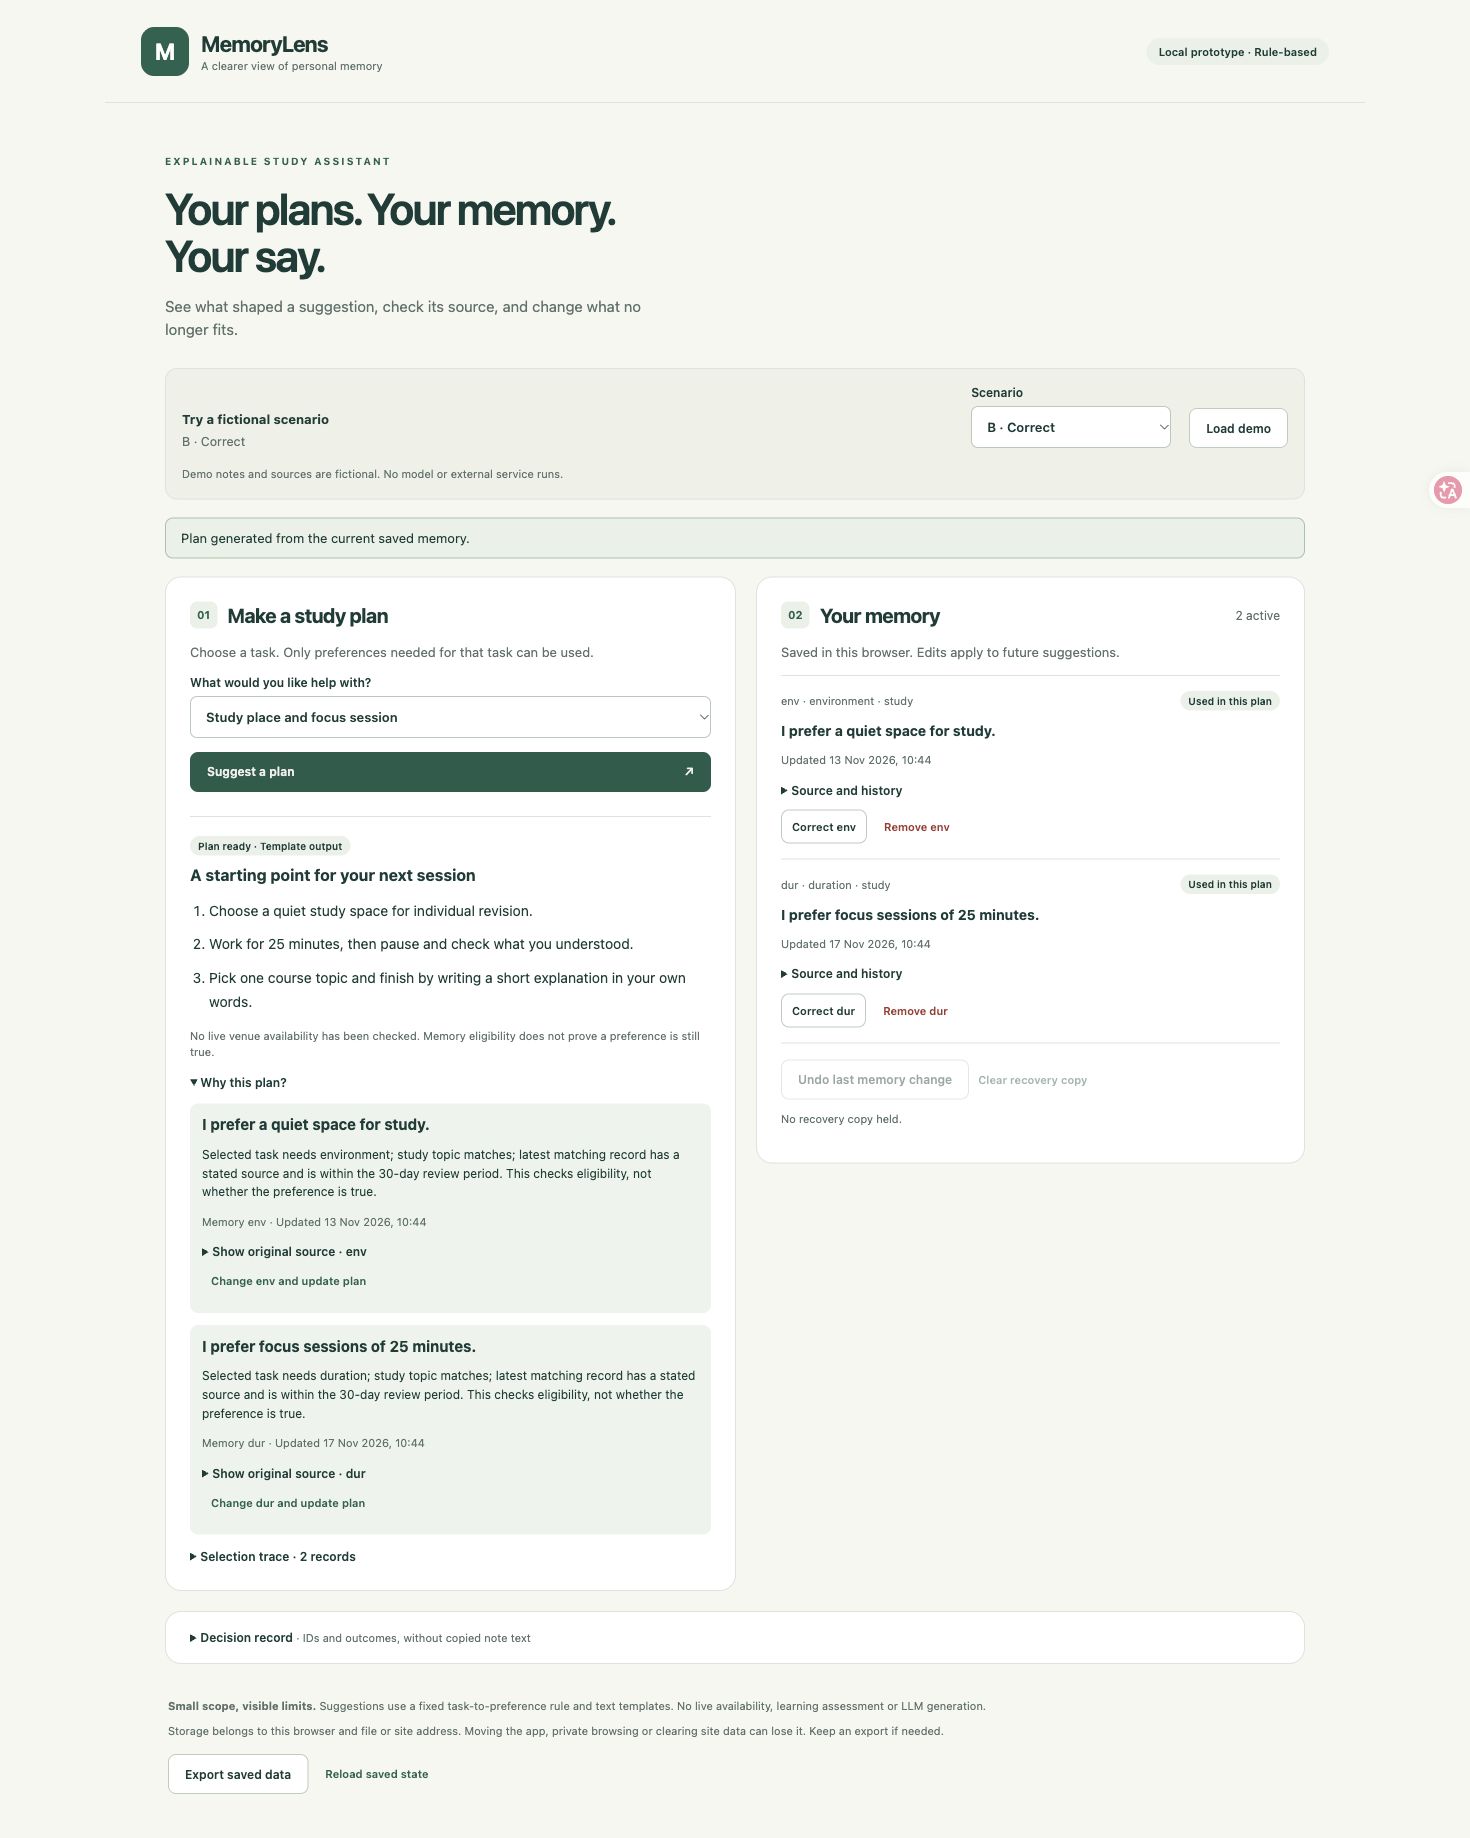 M
MemoryLens
A clearer view of personal memory
Local prototype · Rule-based
EXPLAINABLE STUDY ASSISTANT
Your plans. Your memory.
Your say.
See what shaped a suggestion, check its source, and change what no
longer fits.
Try a fictional scenario
B · Correct
Demo notes and sources are fictional. No model or external service runs.
Scenario
B · Correct
Load demo
Plan generated from the current saved memory.
01 Make a study plan
Choose a task. Only preferences needed for that task can be used.
What would you like help with?
Study place and focus session
Suggest a plan ↗
Plan ready · Template output
A starting point for your next session
1. Choose a quiet study space for individual revision.
2. Work for 25 minutes, then pause and check what you understood.
3. Pick one course topic and finish by writing a short explanation in your own
words.
No live venue availability has been checked. Memory eligibility does not prove a preference is still
true.
▼ Why this plan?
I prefer a quiet space for study.
Selected task needs environment; study topic matches; latest matching record has a
stated source and is within the 30-day review period. This checks eligibility, not
whether the preference is true.
Memory env · Updated 13 Nov 2026, 10:44
▶ Show original source · env
Change env and update plan
I prefer focus sessions of 25 minutes.
Selected task needs duration; study topic matches; latest matching record has a stated
source and is within the 30-day review period. This checks eligibility, not whether the
preference is true.
Memory dur · Updated 17 Nov 2026, 10:44
▶ Show original source · dur
Change dur and update plan
▶ Selection trace · 2 records
02 Your memory
2 active
Saved in this browser. Edits apply to future suggestions.
env · environment · study
Used in this plan
I prefer a quiet space for study.
Updated 13 Nov 2026, 10:44
▶ Source and history
Correct env
Remove env
dur · duration · study
Used in this plan
I prefer focus sessions of 25 minutes.
Updated 17 Nov 2026, 10:44
▶ Source and history
Correct dur
Remove dur
Undo last memory change
Clear recovery copy
No recovery copy held.
▶ Decision record · IDs and outcomes, without copied note text
Small scope, visible limits. Suggestions use a fixed task-to-preference rule and text templates. No live availability, learning assessment or LLM generation.
Storage belongs to this browser and file or site address. Moving the app, private browsing or clearing site data can lose it. Keep an export if needed.
Export saved data
Reload saved state